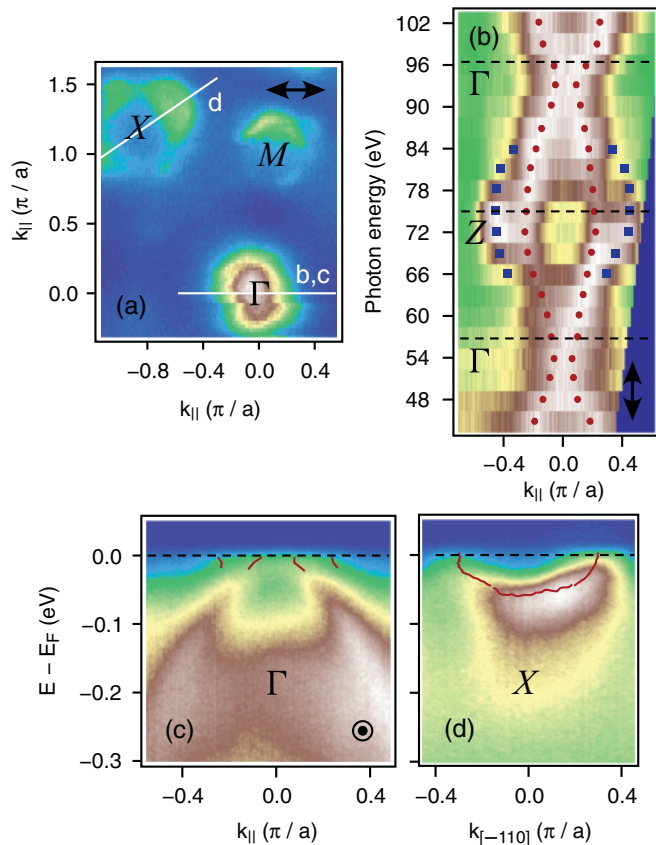 (a)
1.5
1.0
0.5
0.0
k|| (π / a)
X
d
M
b,c
Γ
−0.8
−0.4
0.0
0.4
k|| (π / a)
(b)
102
96
90
84
78
72
66
60
54
48
Photon energy (eV)
Γ
Z
Γ
−0.4
0.0
0.4
k|| (π / a)
(c)
0.0
−0.1
−0.2
−0.3
E − EF (eV)
Γ
−0.4
0.0
0.4
k|| (π / a)
(d)
X
−0.4
0.0
0.4
k[−110] (π / a)